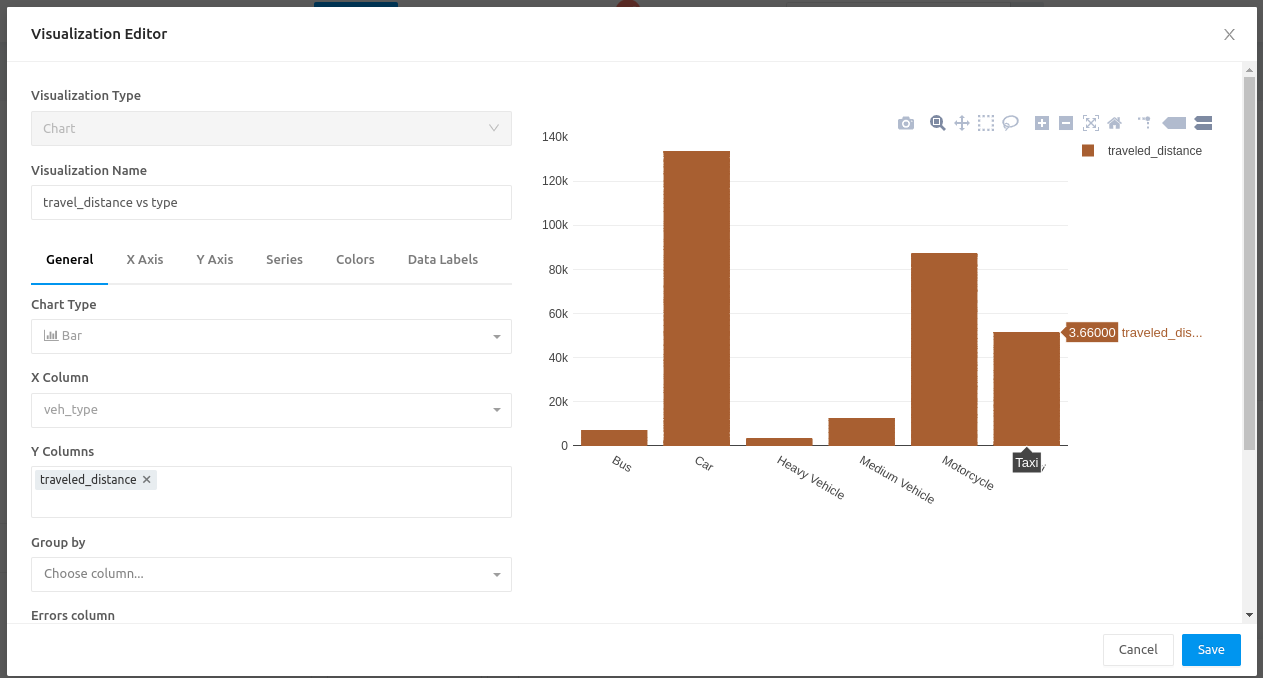 Visualization Editor
Visualization Type
Chart
Visualization Name
travel_distance vs type
General X Axis Y Axis Series Colors Data Labels
Chart Type
Bar
X Column
veh_type
Y Columns
traveled_distance
Group by
Choose column...
Errors column
140k
120k
100k
80k
60k
40k
20k
0
traveled_distance
3.66000 traveled_dis...
Bus
Car
Heavy Vehicle
Medium Vehicle
Motorcycle
Taxi
Cancel
Save